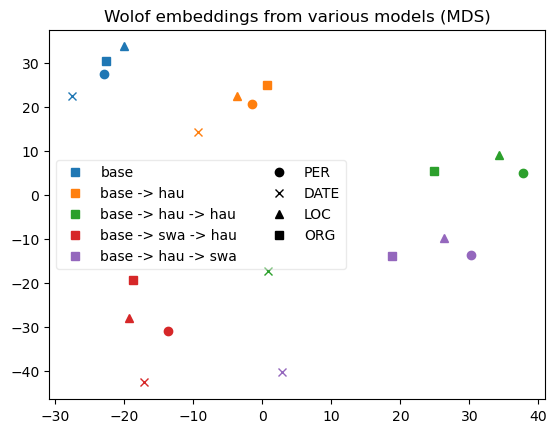 Wolof embeddings from various models (MDS)
30
20
10
0
−10
−20
−30
−40
base
base -> hau
base -> hau -> hau
base -> swa -> hau
base -> hau -> swa
PER
DATE
LOC
ORG
−30 −20 −10 0 10 20 30 40